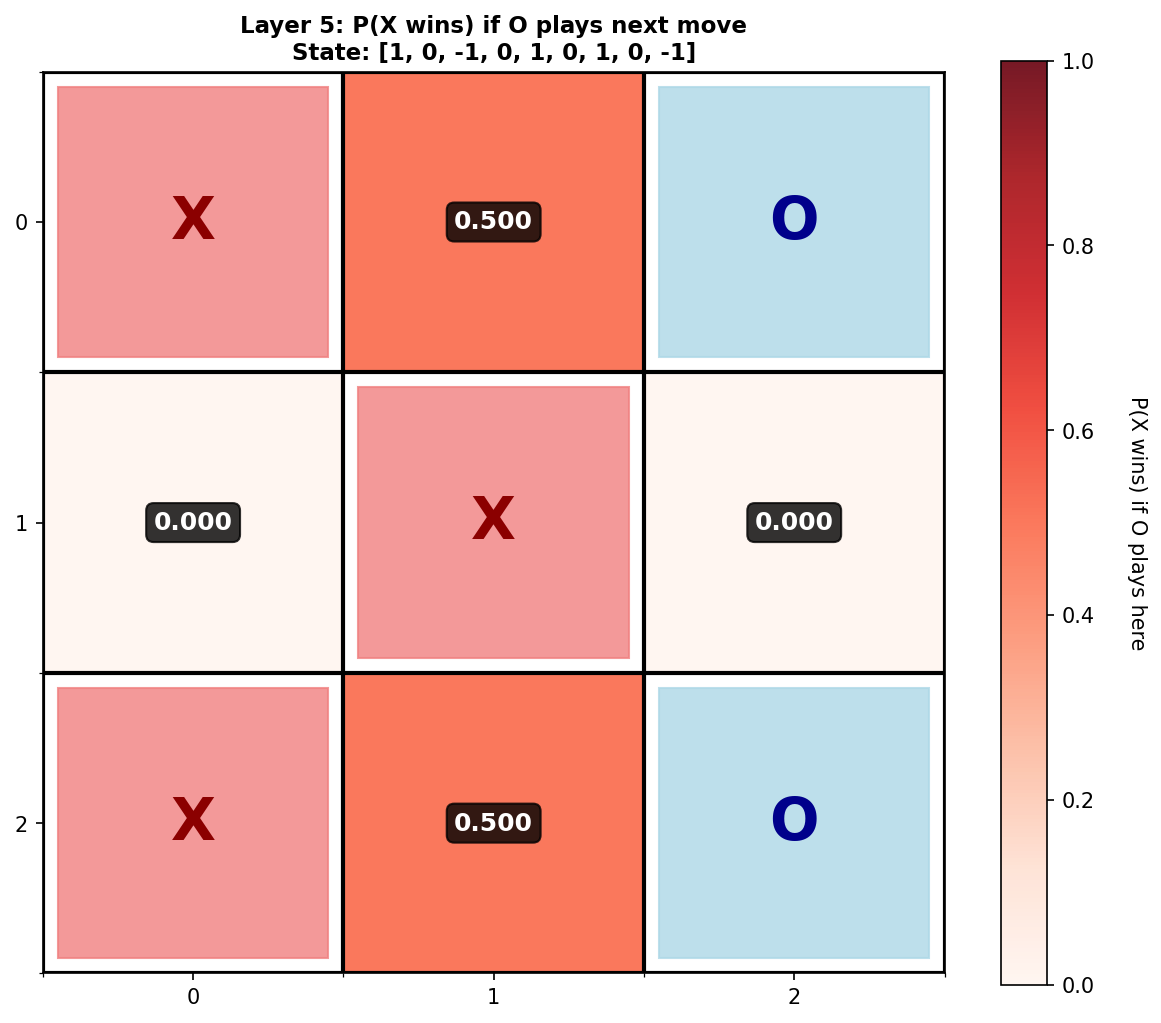 Layer 5: P(X wins) if O plays next move
State: [1, 0, -1, 0, 1, 0, 1, 0, -1]
0
X
0.500
O
1
0.000
X
0.000
2
X
0.500
O
0
1
2
1.0
0.8
0.6
0.4
0.2
0.0
P(X wins) if O plays here